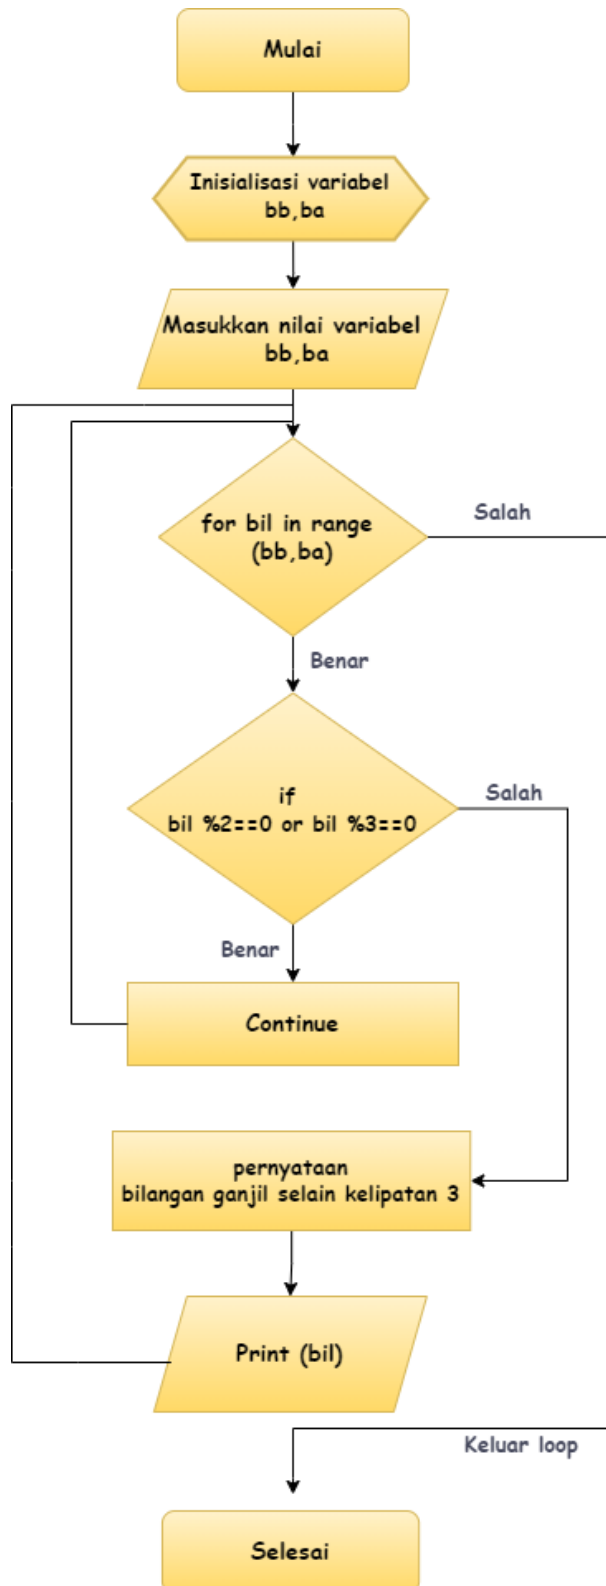 Mulai
Inisialisasi variabel
bb,ba
Masukkan nilai variabel
bb,ba
for bil in range
(bb,ba)
Salah
Benar
if
bil %2==0 or bil %3==0
Salah
Benar
Continue
pernyataan
bilangan ganjil selain kelipatan 3
Print (bil)
Keluar loop
Selesai